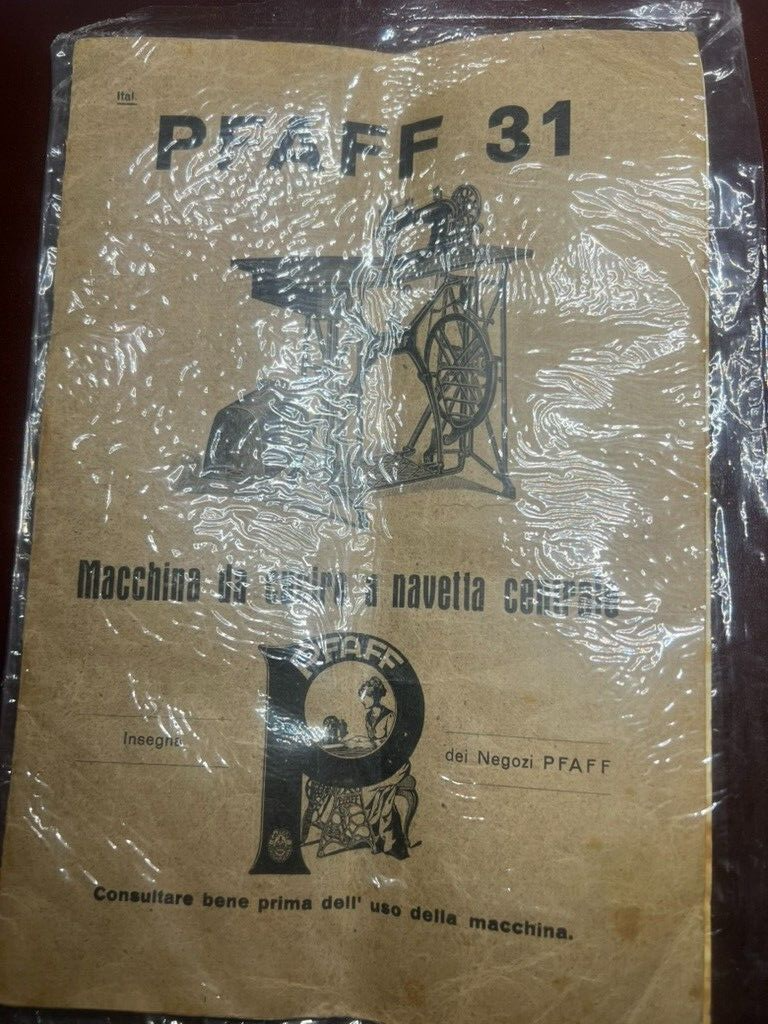 Ital.
PFAFF 31
Macchina da cucire a navetta centrale
PFAFF
Insegna
dei Negozi PFAFF
Consultare bene prima dell' uso della macchina.